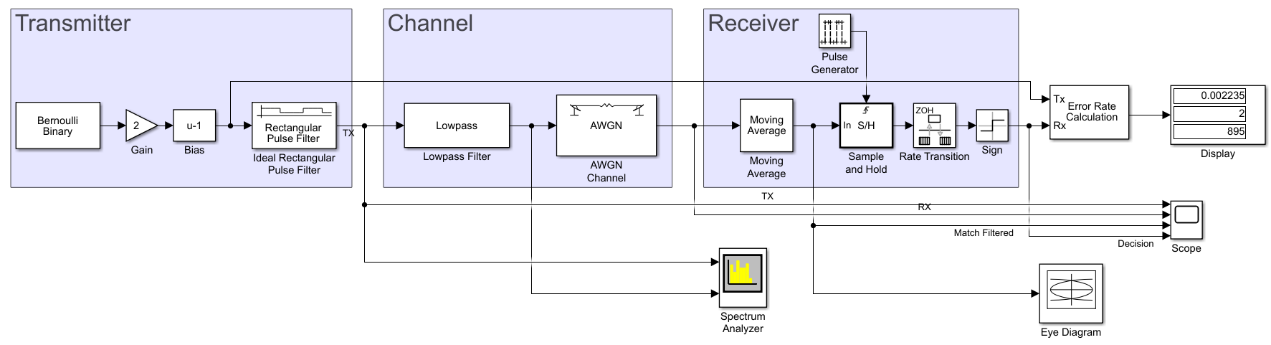 Transmitter
Channel
Receiver
Pulse
Generator
Bernoulli
Binary
2
Gain
u-1
Bias
Rectangular
Pulse Filter
Ideal Rectangular
Pulse Filter
TX
Lowpass
Lowpass Filter
AWGN
AWGN
Channel
Moving
Average
Moving
Average
In S/H
Sample
and Hold
ZOH
Rate Transition
Sign
Tx
Rx
Error Rate
Calculation
0.002235
2
895
Display
TX
RX
Match Filtered
Decision
Scope
Spectrum
Analyzer
Eye Diagram